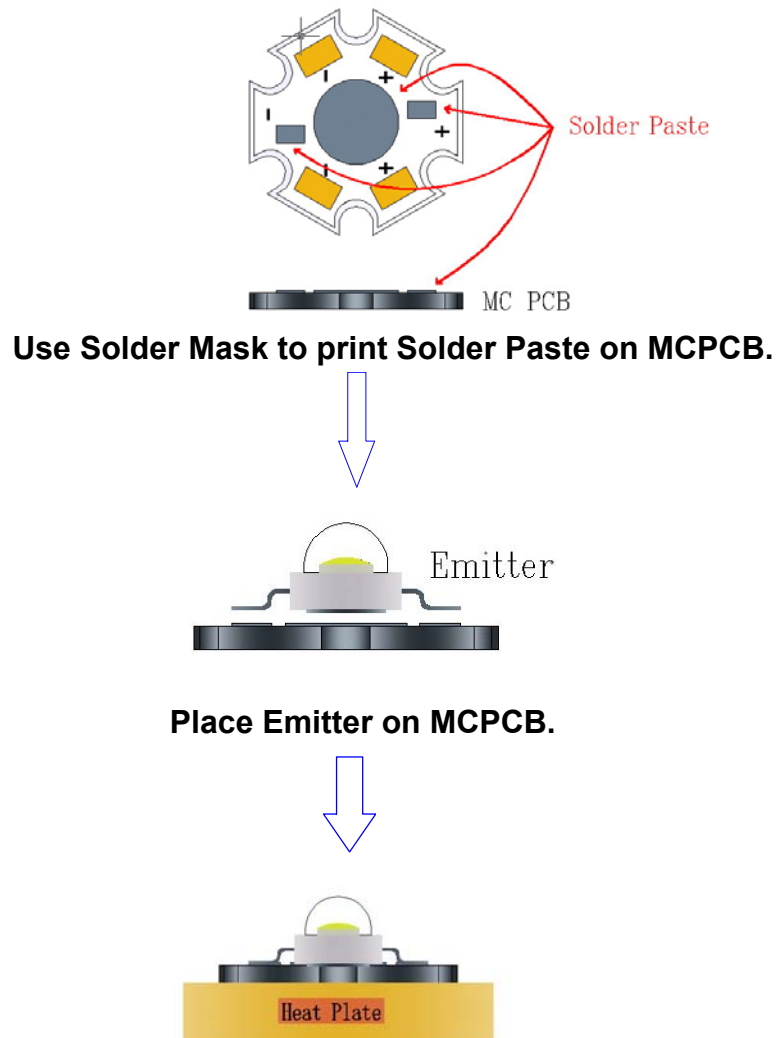 - +
Solder Paste
- +
- +
MC PCB
Use Solder Mask to print Solder Paste on MCPCB.
Emitter
Place Emitter on MCPCB.
Heat Plate